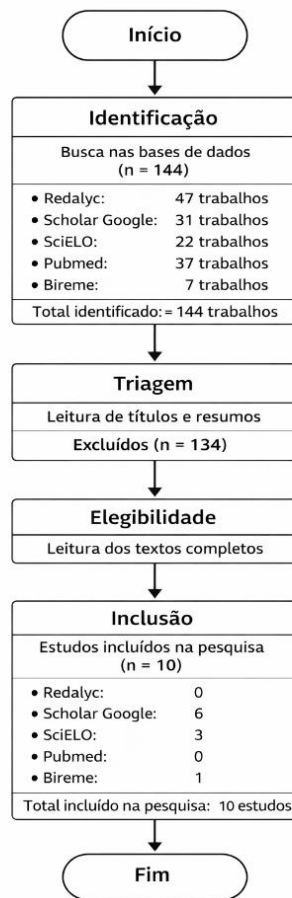 Início
Identificação
Busca nas bases de dados
(n = 144)
• Redalyc: 47 trabalhos
• Scholar Google: 31 trabalhos
• SciELO: 22 trabalhos
• Pubmed: 37 trabalhos
• Bireme: 7 trabalhos
Total identificado: = 144 trabalhos
Triagem
Leitura de títulos e resumos
Excluídos (n = 134)
Elegibilidade
Leitura dos textos completos
Inclusão
Estudos incluídos na pesquisa
(n = 10)
• Redalyc: 0
• Scholar Google: 6
• SciELO: 3
• Pubmed: 0
• Bireme: 1
Total incluído na pesquisa: 10 estudos
Fim